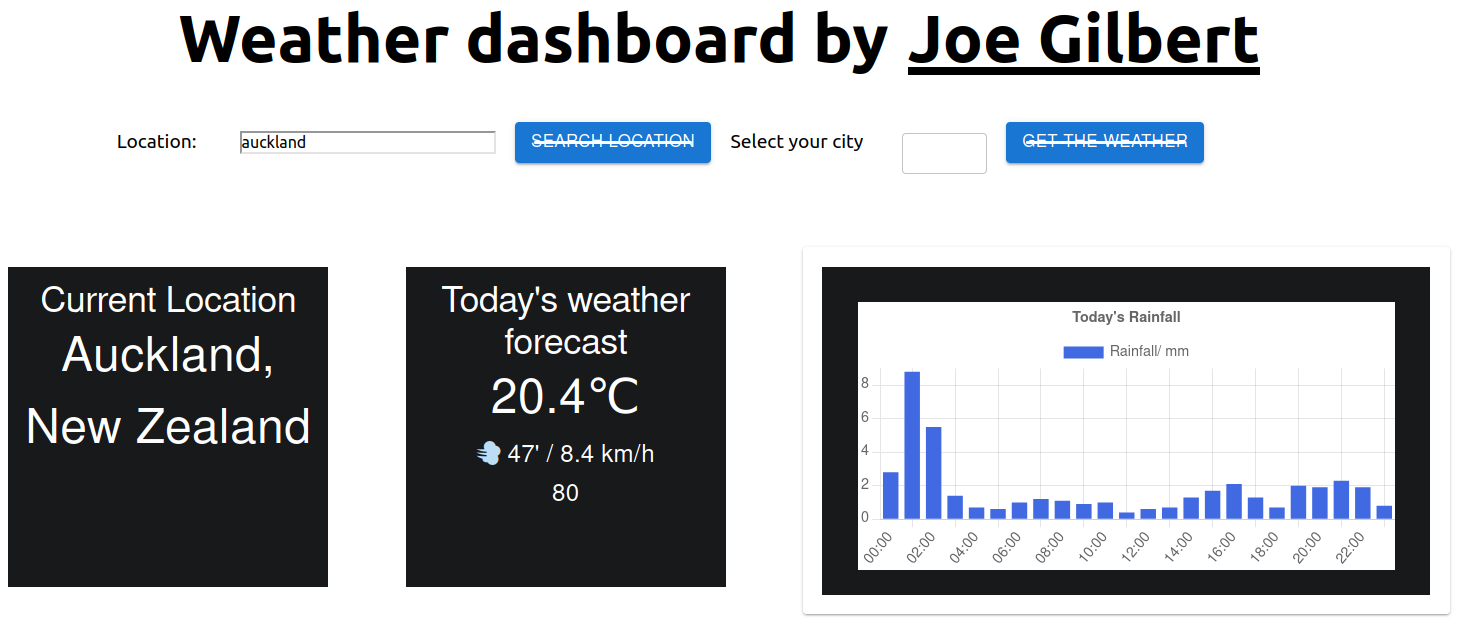 Weather dashboard by Joe Gilbert
Location: auckland SEARCH LOCATION Select your city GET THE WEATHER
Current Location
Auckland,
New Zealand
Today's weather
forecast
20.4℃
💨 47' / 8.4 km/h
80
Today's Rainfall
Rainfall/ mm
8
6
4
2
0
00:00 02:00 04:00 06:00 08:00 10:00 12:00 14:00 16:00 18:00 20:00 22:00